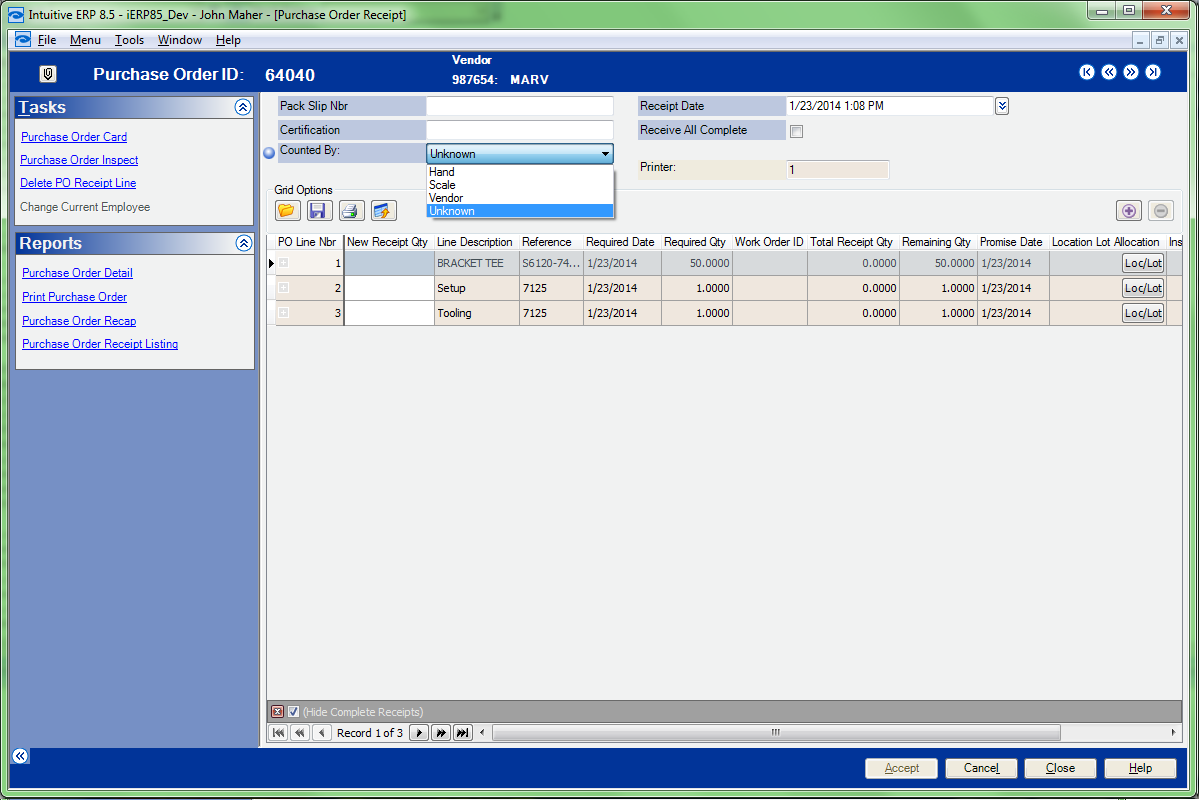 Intuitive ERP 8.5 - iERP85_Dev - John Maher - [Purchase Order Receipt]
File Menu Tools Window Help
Purchase Order ID: 64040
Vendor
987654: MARV
Tasks
Purchase Order Card
Purchase Order Inspect
Delete PO Receipt Line
Change Current Employee
Reports
Purchase Order Detail
Print Purchase Order
Purchase Order Recap
Purchase Order Receipt Listing
Pack Slip Nbr
Certification
Counted By: Unknown
Hand
Scale
Vendor
Unknown
Receipt Date 1/23/2014 1:08 PM
Receive All Complete
Printer: 1
Grid Options
PO Line Nbr New Receipt Qty Line Description Reference Required Date Required Qty Work Order ID Total Receipt Qty Remaining Qty Promise Date Location Lot Allocation Ins
1 BRACKET TEE S6120-74... 1/23/2014 50.0000 0.0000 50.0000 1/23/2014 Loc/Lot
2 Setup 7125 1/23/2014 1.0000 0.0000 1.0000 1/23/2014 Loc/Lot
3 Tooling 7125 1/23/2014 1.0000 0.0000 1.0000 1/23/2014 Loc/Lot
(Hide Complete Receipts)
Record 1 of 3
Accept Cancel Close Help